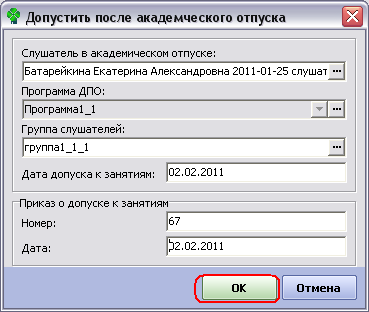 Допустить после академческого отпуска
Слушатель в академическом отпуске:
Батарейкина Екатерина Александровна 2011-01-25 слушат
Программа ДПО:
Программа1_1
Группа слушателей:
группа1_1_1
Дата допуска к занятиям: 02.02.2011
Приказ о допуске к занятиям
Номер: 67
Дата: 02.02.2011
OK Отмена